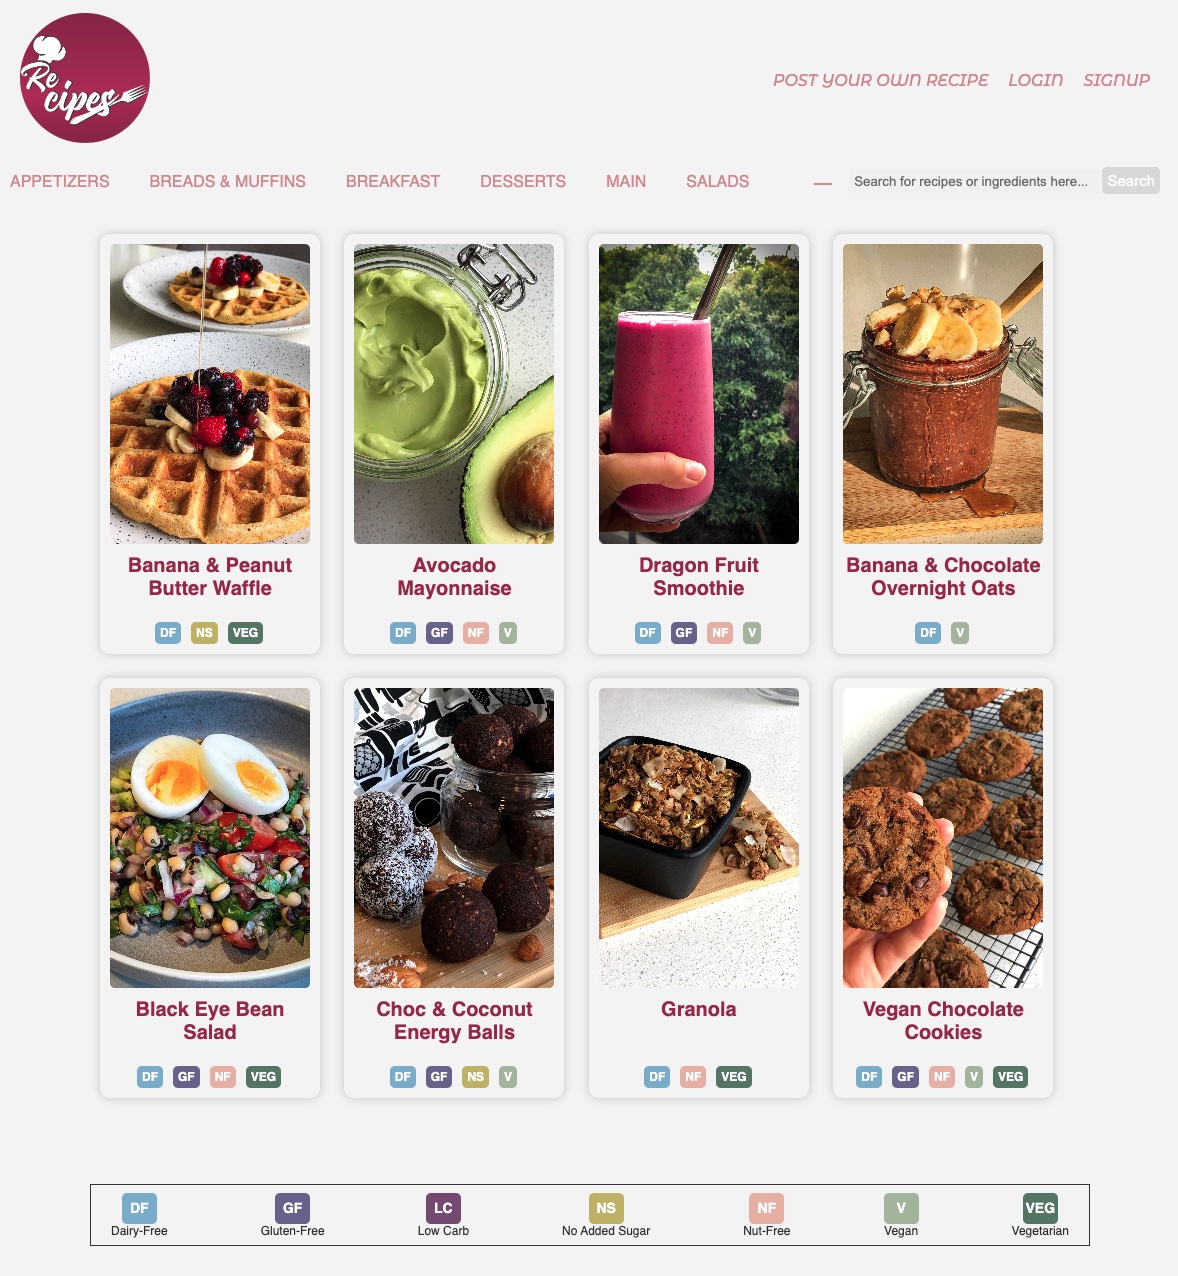 Re
cipes
POST YOUR OWN RECIPE LOGIN SIGNUP
APPETIZERS BREADS & MUFFINS BREAKFAST DESSERTS MAIN SALADS — Search for recipes or ingredients here... Search
Banana & Peanut
Butter Waffle
DF NS VEG
Avocado
Mayonnaise
DF GF NF V
Dragon Fruit
Smoothie
DF GF NF V
Banana & Chocolate
Overnight Oats
DF V
Black Eye Bean
Salad
DF GF NF VEG
Choc & Coconut
Energy Balls
DF GF NS V
Granola
DF NF VEG
Vegan Chocolate
Cookies
DF GF NF V VEG
DF GF LC NS NF V VEG
Dairy-Free Gluten-Free Low Carb No Added Sugar Nut-Free Vegan Vegetarian